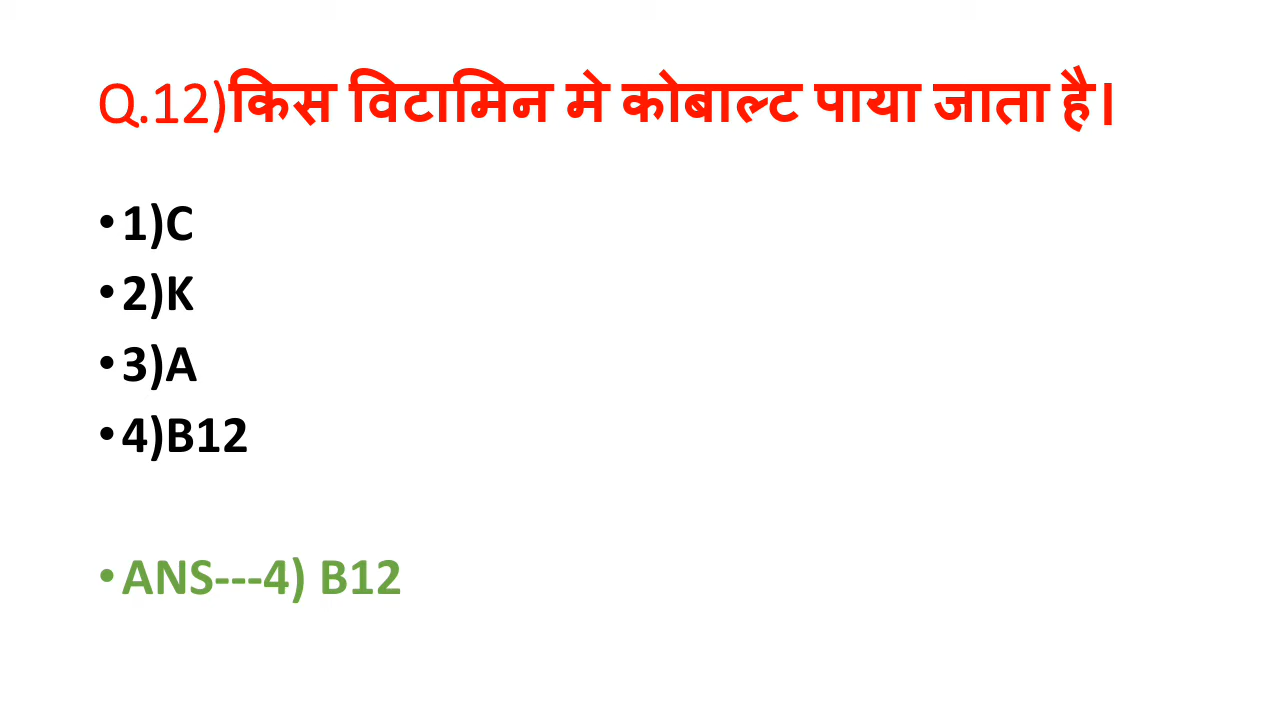 Q.12)किस विटामिन मे कोबाल्ट पाया जाता है।
•1)C
•2)K
•3)A
•4)B12
•ANS---4) B12